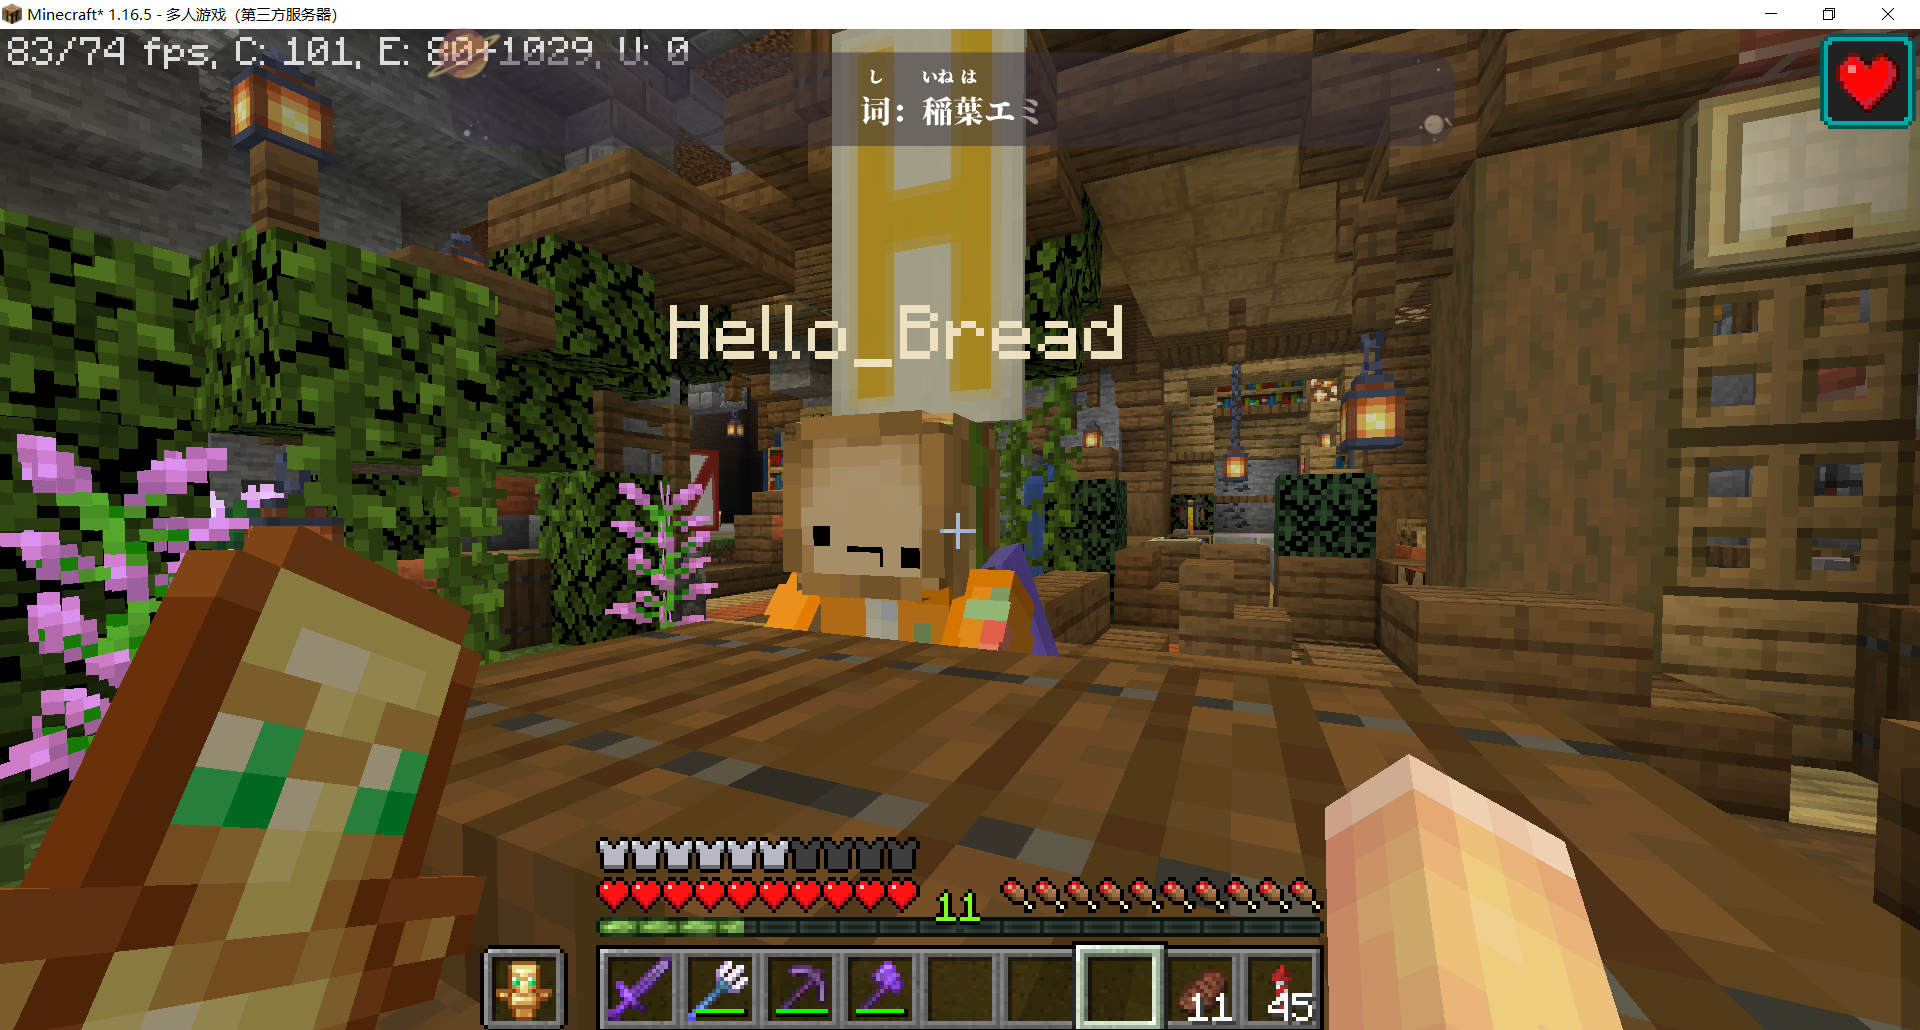 Minecraft* 1.16.5 - 多人游戏（第三方服务器）
83/74 fps, C: 101, E: 80+1029, U: 0
し いね は
词：稲葉エミ
Hello_Bread
11
11
45